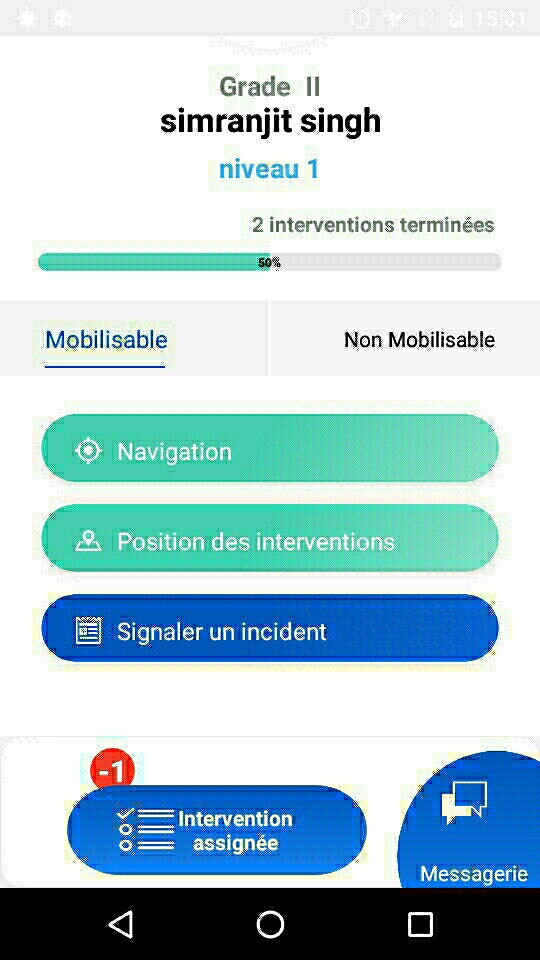 15:01
Grade II
simranjit singh
niveau 1
2 interventions terminées
50%
Mobilisable
Non Mobilisable
Navigation
Position des interventions
Signaler un incident
-1
Intervention
assignée
Messagerie